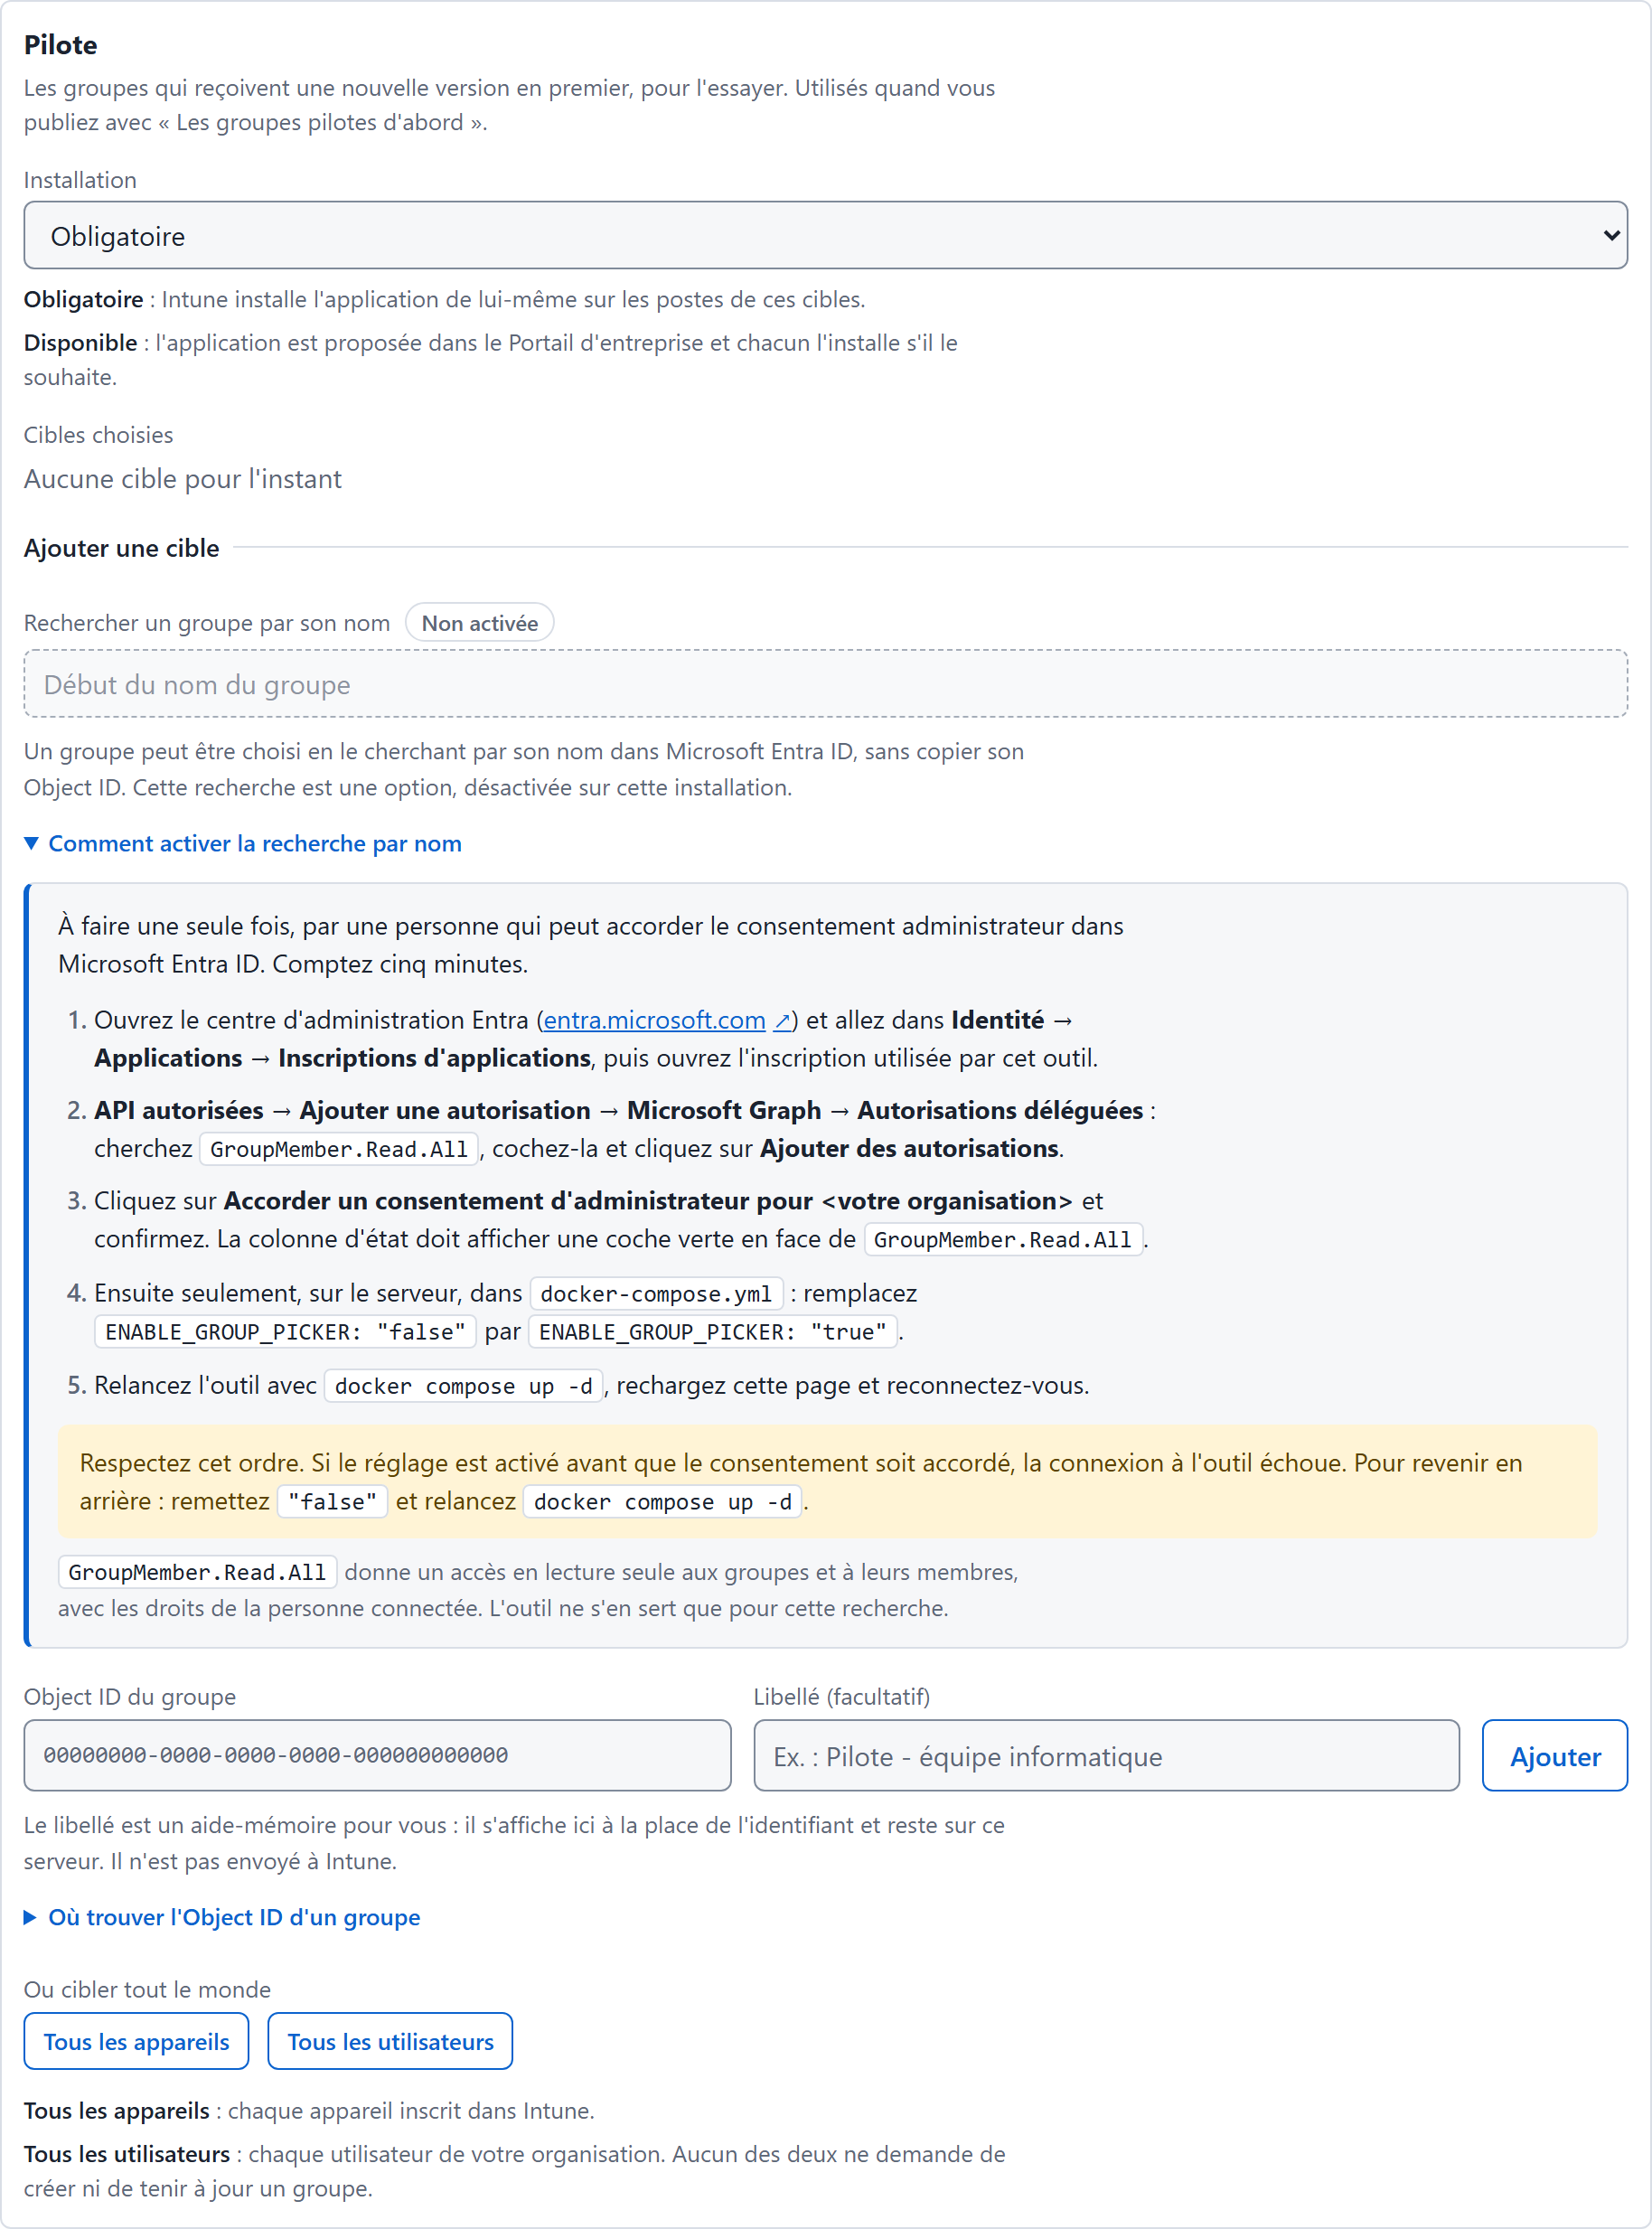 Pilote
Les groupes qui reçoivent une nouvelle version en premier, pour l'essayer. Utilisés quand vous
publiez avec « Les groupes pilotes d'abord ».
Installation
Obligatoire
Obligatoire : Intune installe l'application de lui-même sur les postes de ces cibles.
Disponible : l'application est proposée dans le Portail d'entreprise et chacun l'installe s'il le
souhaite.
Cibles choisies
Aucune cible pour l'instant
Ajouter une cible
Rechercher un groupe par son nom Non activée
Début du nom du groupe
Un groupe peut être choisi en le cherchant par son nom dans Microsoft Entra ID, sans copier son
Object ID. Cette recherche est une option, désactivée sur cette installation.
▼ Comment activer la recherche par nom
À faire une seule fois, par une personne qui peut accorder le consentement administrateur dans
Microsoft Entra ID. Comptez cinq minutes.
1. Ouvrez le centre d'administration Entra (entra.microsoft.com ↗) et allez dans Identité →
Applications → Inscriptions d'applications, puis ouvrez l'inscription utilisée par cet outil.
2. API autorisées → Ajouter une autorisation → Microsoft Graph → Autorisations déléguées :
cherchez GroupMember.Read.All, cochez-la et cliquez sur Ajouter des autorisations.
3. Cliquez sur Accorder un consentement d'administrateur pour <votre organisation> et
confirmez. La colonne d'état doit afficher une coche verte en face de GroupMember.Read.All.
4. Ensuite seulement, sur le serveur, dans docker-compose.yml : remplacez
ENABLE_GROUP_PICKER: "false" par ENABLE_GROUP_PICKER: "true".
5. Relancez l'outil avec docker compose up -d, rechargez cette page et reconnectez-vous.
Respectez cet ordre. Si le réglage est activé avant que le consentement soit accordé, la connexion à l'outil échoue. Pour revenir en
arrière : remettez "false" et relancez docker compose up -d.
GroupMember.Read.All donne un accès en lecture seule aux groupes et à leurs membres,
avec les droits de la personne connectée. L'outil ne s'en sert que pour cette recherche.
Object ID du groupe Libellé (facultatif)
00000000-0000-0000-0000-000000000000 Ex. : Pilote - équipe informatique Ajouter
Le libellé est un aide-mémoire pour vous : il s'affiche ici à la place de l'identifiant et reste sur ce
serveur. Il n'est pas envoyé à Intune.
▶ Où trouver l'Object ID d'un groupe
Ou cibler tout le monde
Tous les appareils Tous les utilisateurs
Tous les appareils : chaque appareil inscrit dans Intune.
Tous les utilisateurs : chaque utilisateur de votre organisation. Aucun des deux ne demande de
créer ni de tenir à jour un groupe.